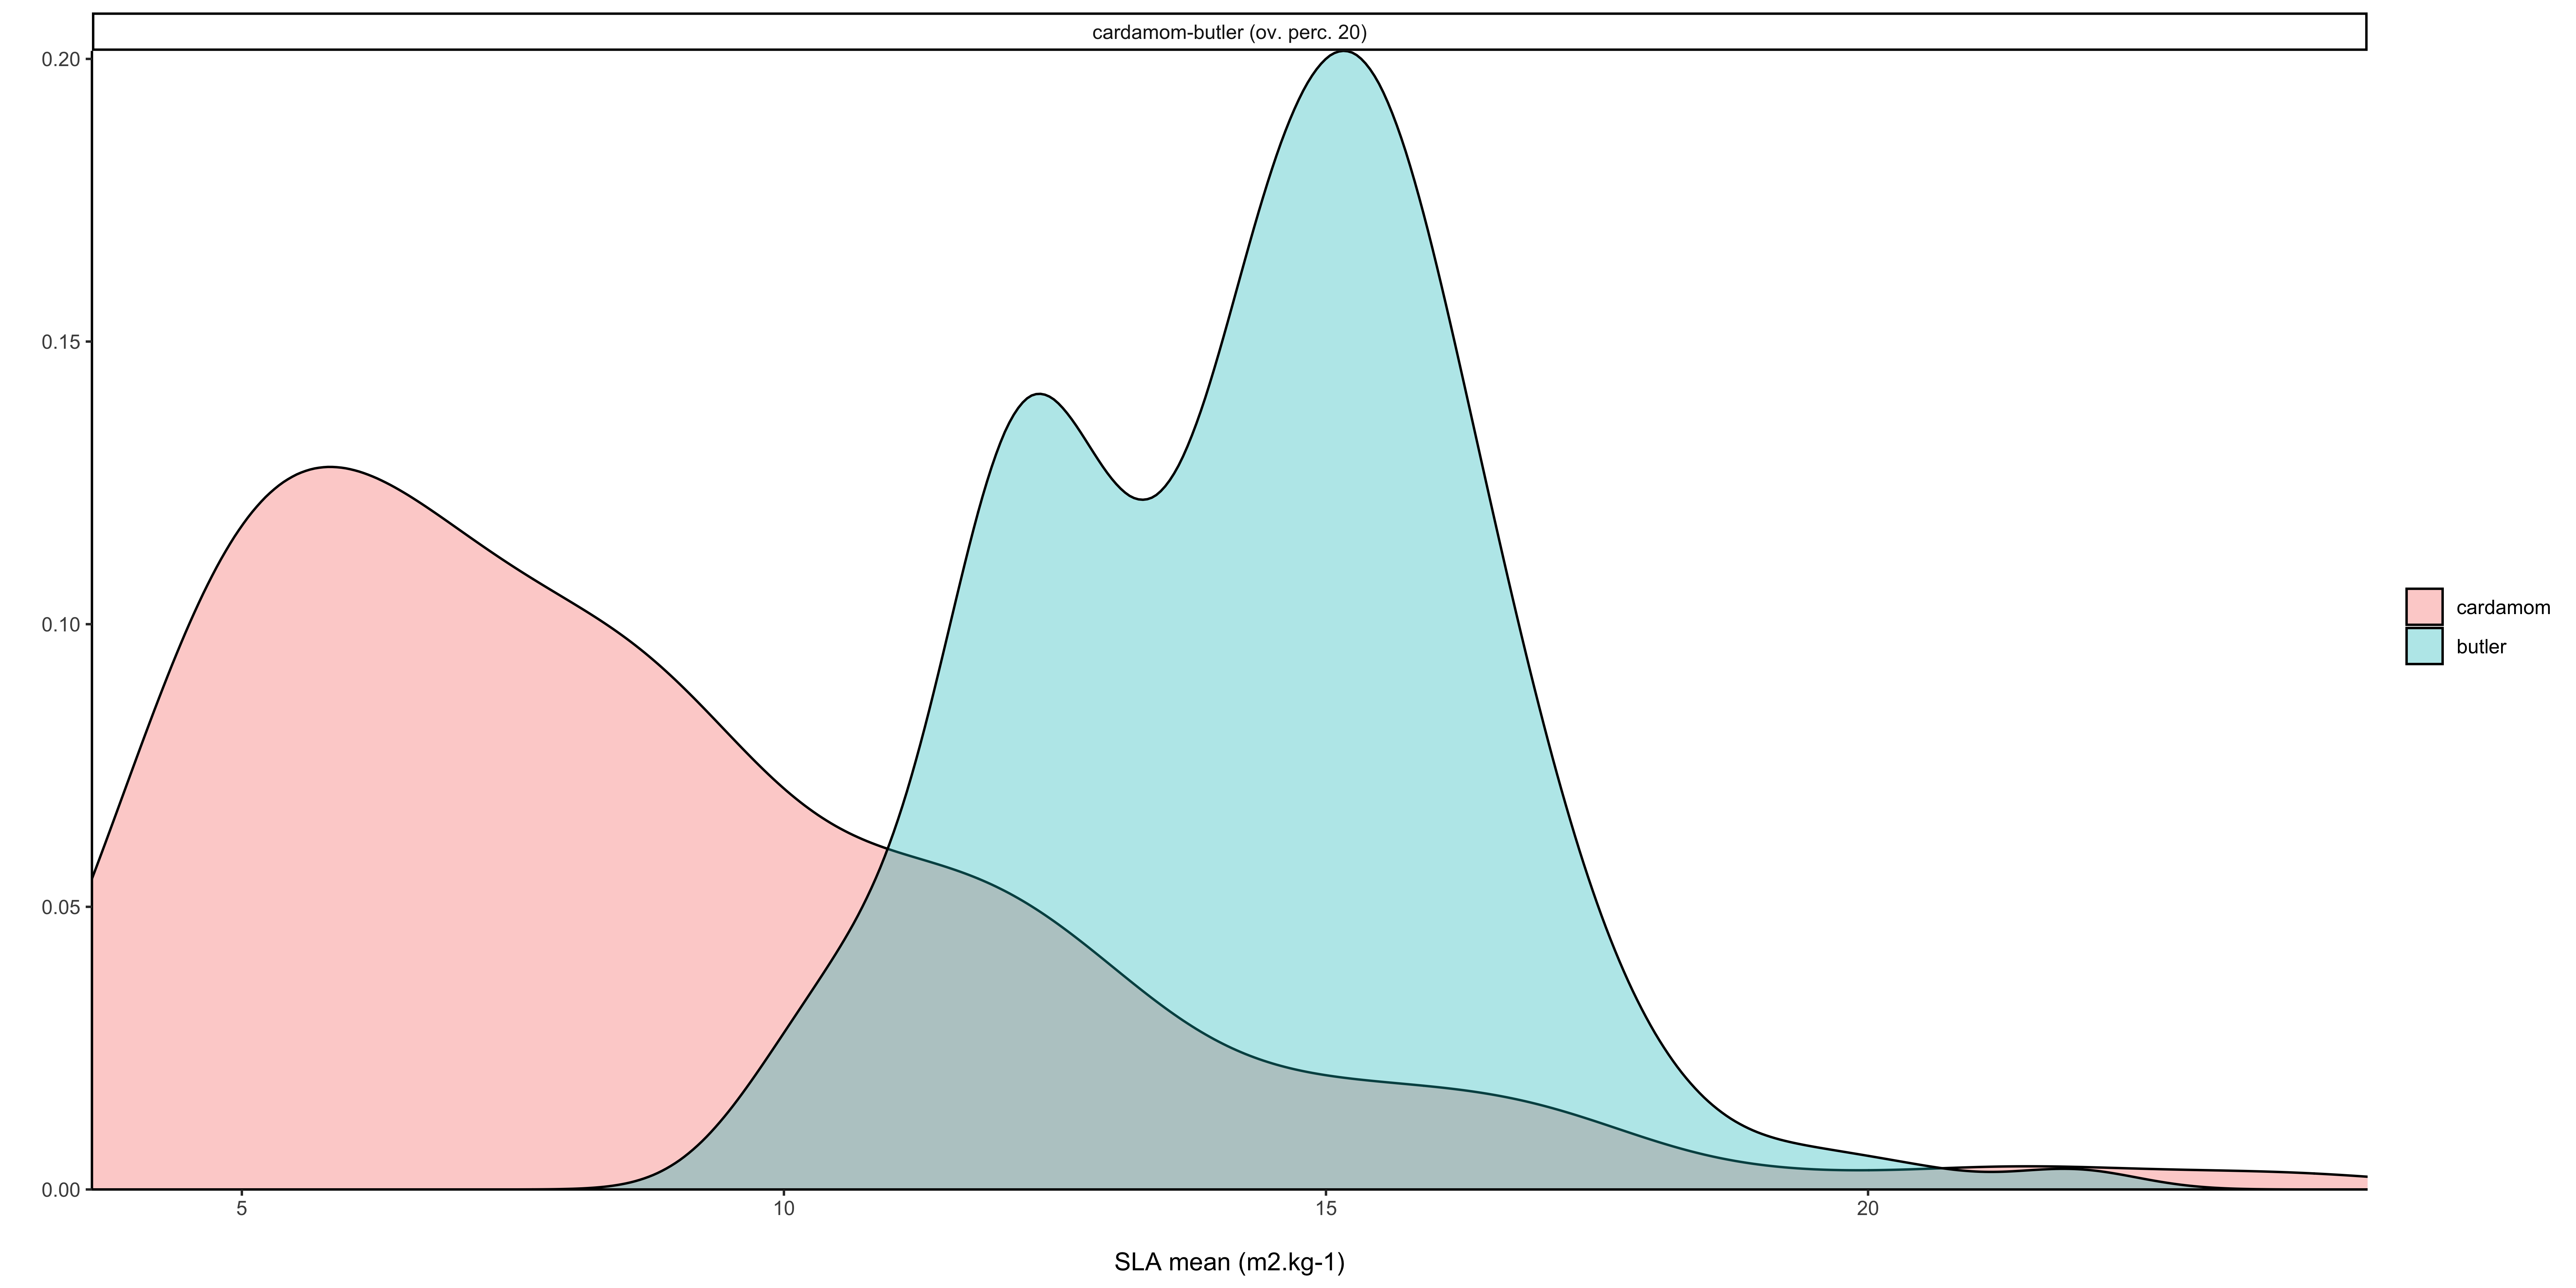 cardamom-butler (ov. perc. 20)
0.20
0.15
0.10
0.05
0.00
5
10
15
20
SLA mean (m2.kg-1)
cardamom
butler